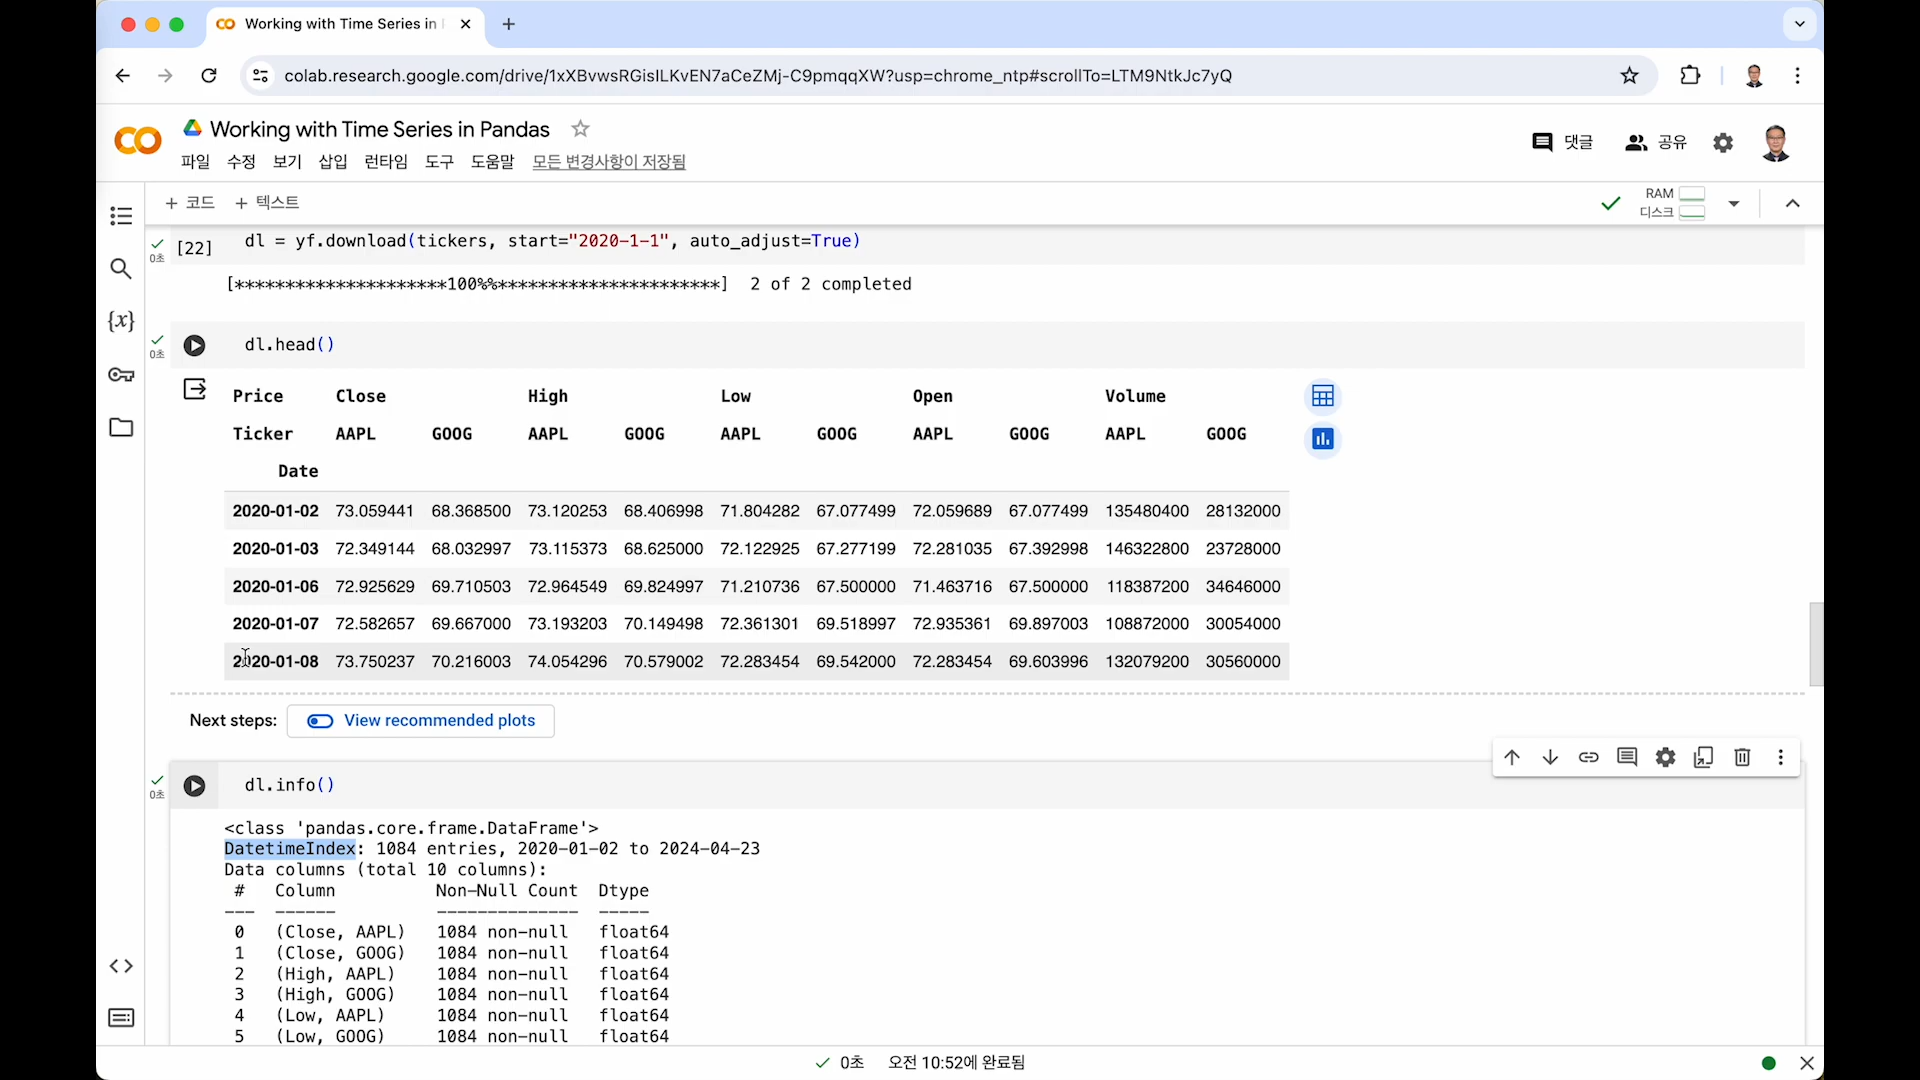 Working with Time Series in
colab.research.google.com/drive/1xXBvwsRGisILKvEN7aCeZMj-C9pmqqXW?usp=chrome_ntp#scrollTo=LTM9NtkJc7yQ
CO Working with Time Series in Pandas
파일 수정 보기 삽입 런타임 도구 도움말 모든 변경사항이 저장됨
댓글 공유
+ 코드 + 텍스트
RAM
디스크
0초 [22] dl = yf.download(tickers, start="2020-1-1", auto_adjust=True)
[*********************100%%**********************] 2 of 2 completed
0초 dl.head()
Price Close High Low Open Volume
Ticker AAPL GOOG AAPL GOOG AAPL GOOG AAPL GOOG AAPL GOOG
Date
2020-01-02 73.059441 68.368500 73.120253 68.406998 71.804282 67.077499 72.059689 67.077499 135480400 28132000
2020-01-03 72.349144 68.032997 73.115373 68.625000 72.122925 67.277199 72.281035 67.392998 146322800 23728000
2020-01-06 72.925629 69.710503 72.964549 69.824997 71.210736 67.500000 71.463716 67.500000 118387200 34646000
2020-01-07 72.582657 69.667000 73.193203 70.149498 72.361301 69.518997 72.935361 69.897003 108872000 30054000
2020-01-08 73.750237 70.216003 74.054296 70.579002 72.283454 69.542000 72.283454 69.603996 132079200 30560000
Next steps: View recommended plots
0초 dl.info()
<class 'pandas.core.frame.DataFrame'>
DatetimeIndex: 1084 entries, 2020-01-02 to 2024-04-23
Data columns (total 10 columns):
# Column Non-Null Count Dtype
--- ------ -------------- -----
0 (Close, AAPL) 1084 non-null float64
1 (Close, GOOG) 1084 non-null float64
2 (High, AAPL) 1084 non-null float64
3 (High, GOOG) 1084 non-null float64
4 (Low, AAPL) 1084 non-null float64
5 (Low, GOOG) 1084 non-null float64
0초 오전 10:52에 완료됨